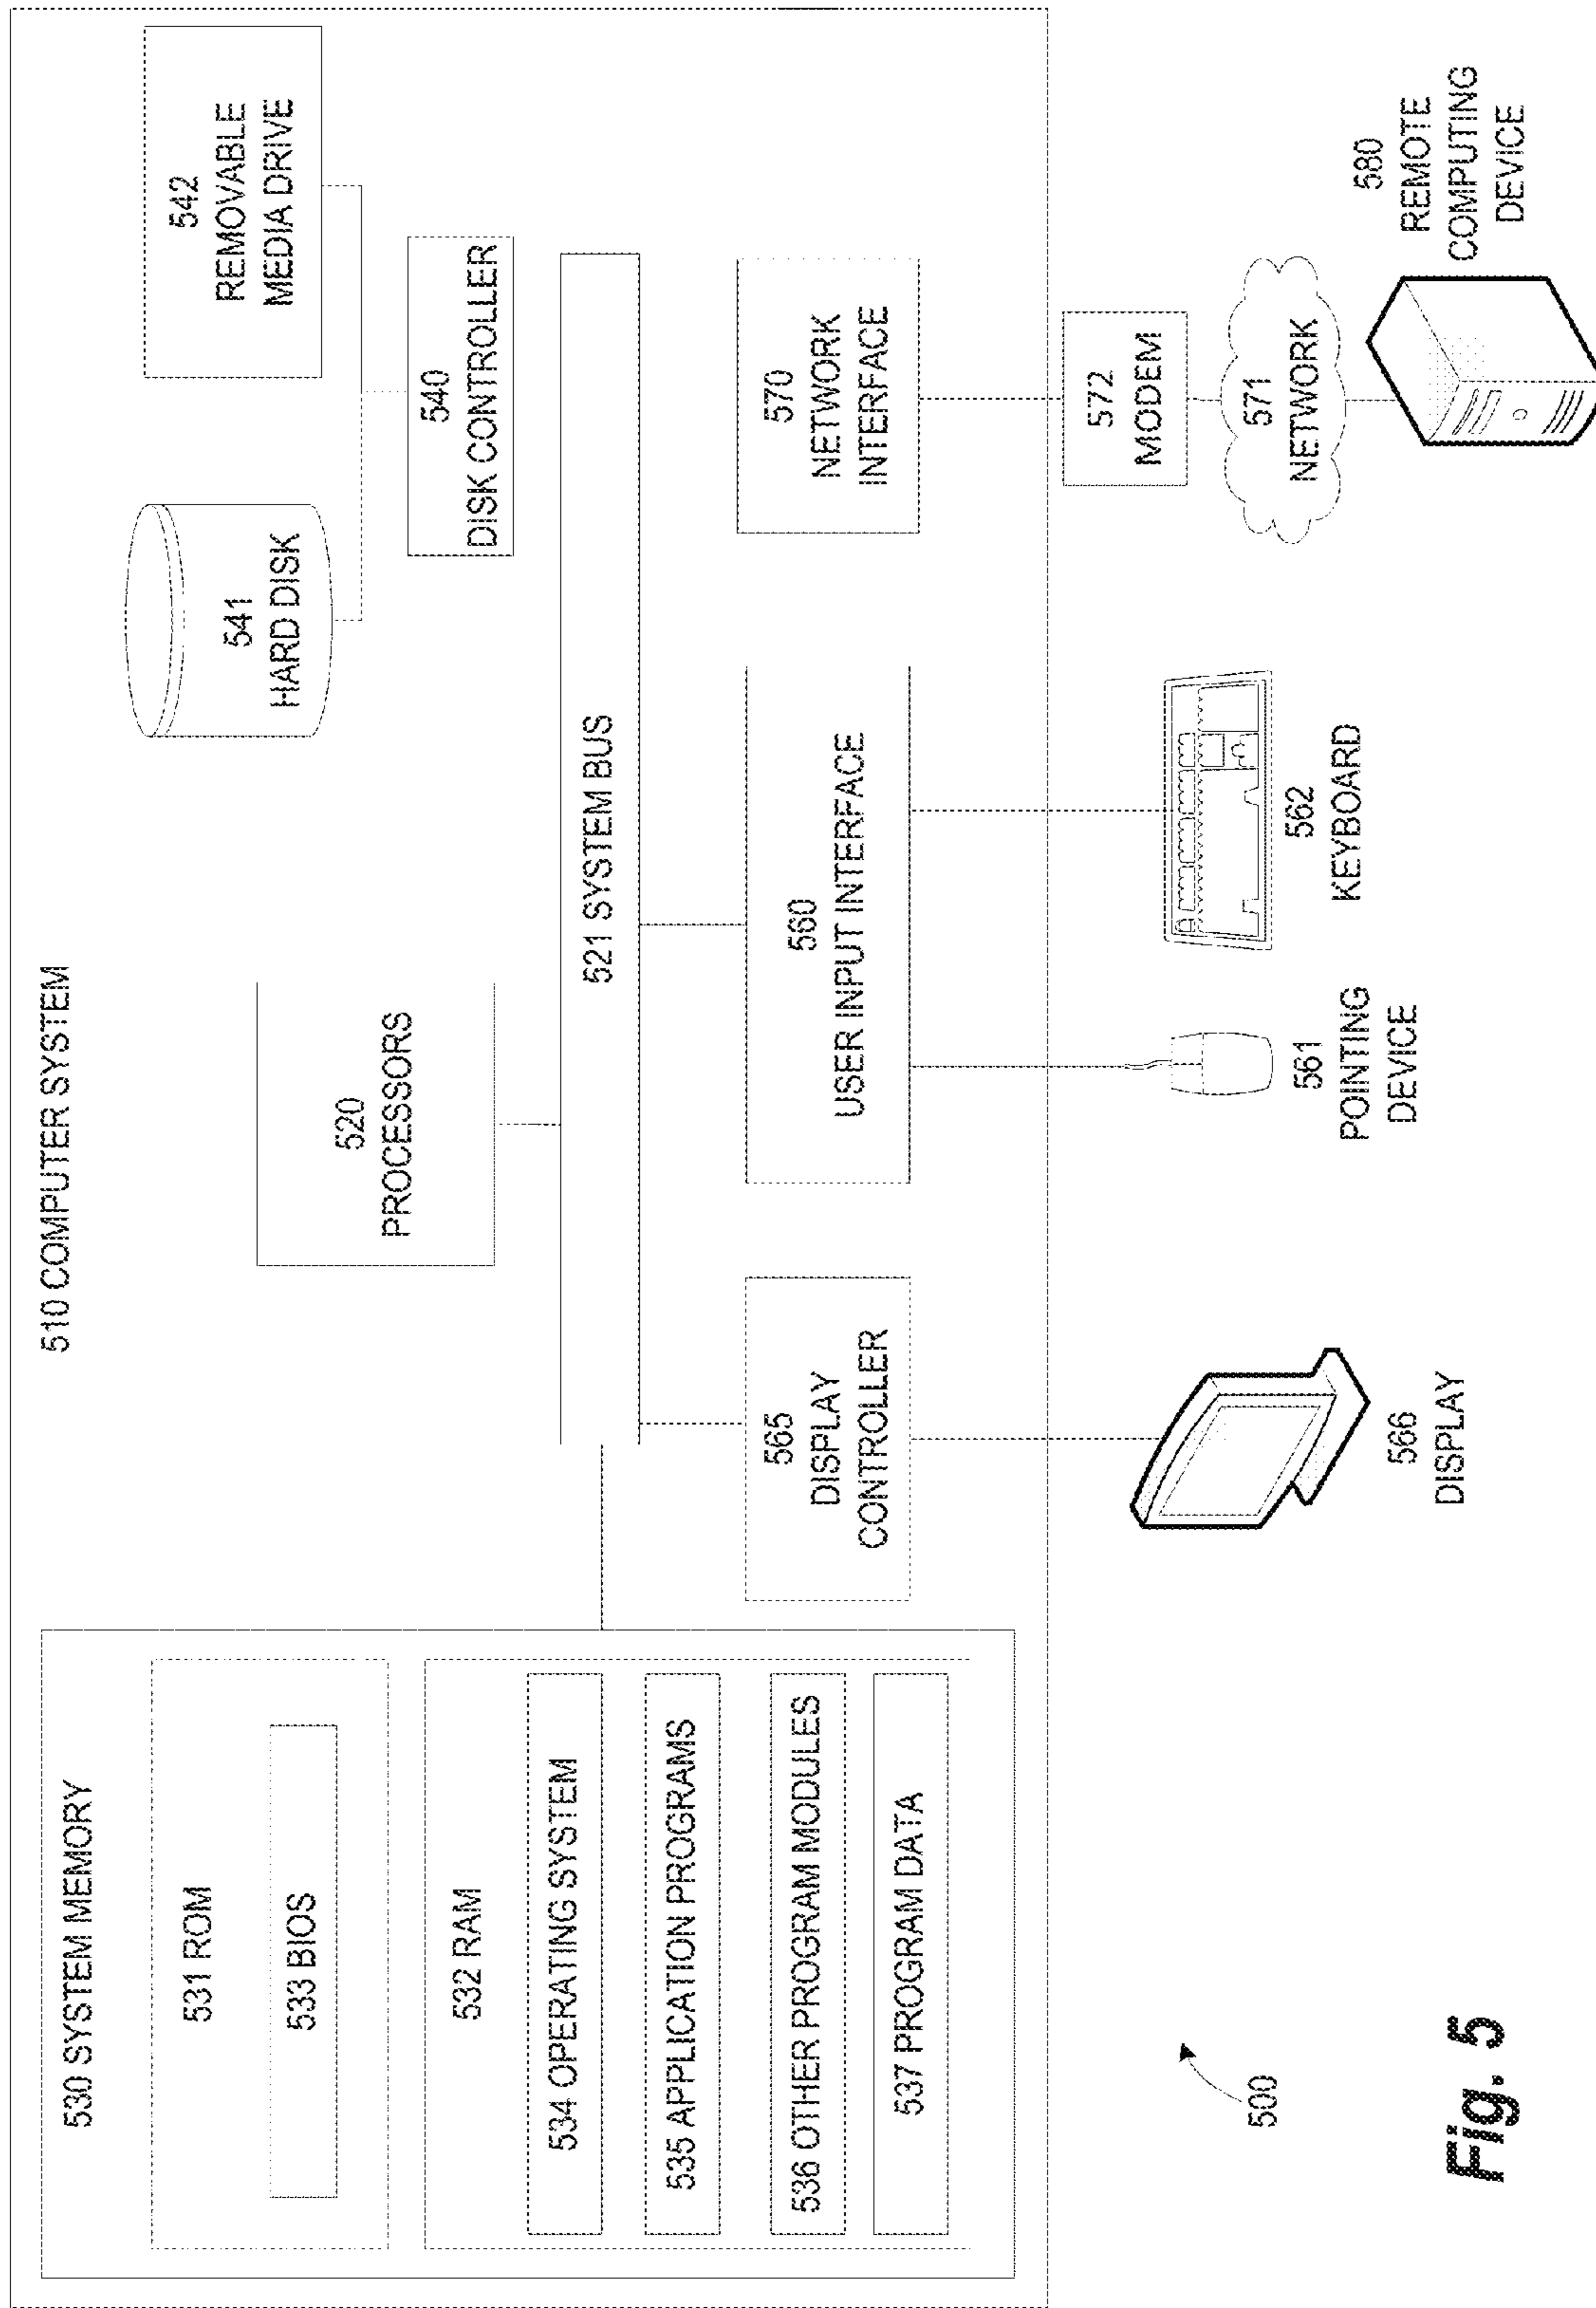 510 COMPUTER SYSTEM
530 SYSTEM MEMORY
531 ROM
533 BIOS
532 RAM
534 OPERATING SYSTEM
535 APPLICATION PROGRAMS
536 OTHER PROGRAM MODULES
537 PROGRAM DATA
520
PROCESSORS
541
HARD DISK
542
REMOVABLE
MEDIA DRIVE
540
DISK CONTROLLER
521 SYSTEM BUS
565
DISPLAY
CONTROLLER
560
USER INPUT INTERFACE
570
NETWORK
INTERFACE
572
MODEM
571
NETWORK
566
DISPLAY
561
POINTING
DEVICE
562
KEYBOARD
580
REMOTE
COMPUTING
DEVICE
500
Fig. 5